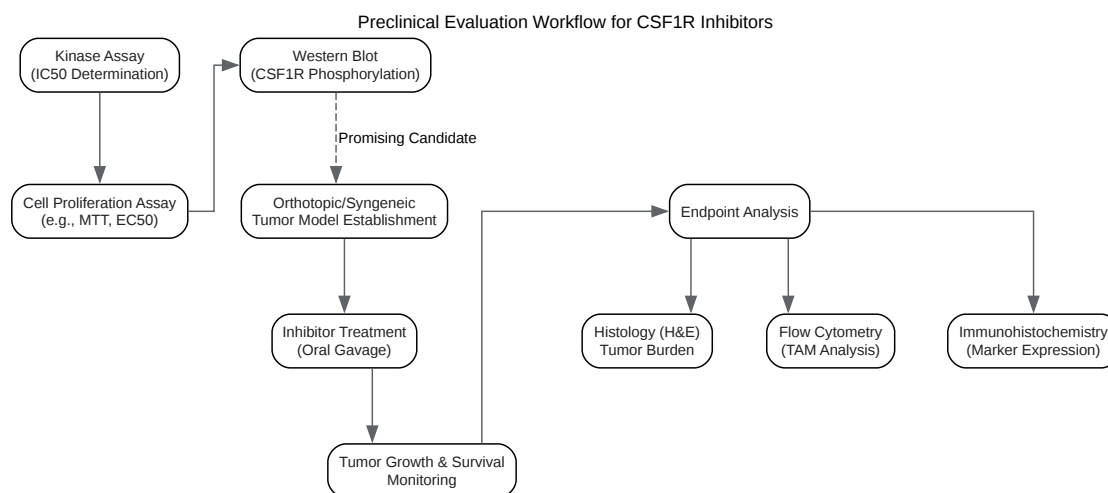 Preclinical Evaluation Workflow for CSF1R Inhibitors
Kinase Assay
(IC50 Determination)
Western Blot
(CSF1R Phosphorylation)
Promising Candidate
Cell Proliferation Assay
(e.g., MTT, EC50)
Orthotopic/Syngeneic
Tumor Model Establishment
Endpoint Analysis
Inhibitor Treatment
(Oral Gavage)
Histology (H&E)
Tumor Burden
Flow Cytometry
(TAM Analysis)
Immunohistochemistry
(Marker Expression)
Tumor Growth & Survival
Monitoring